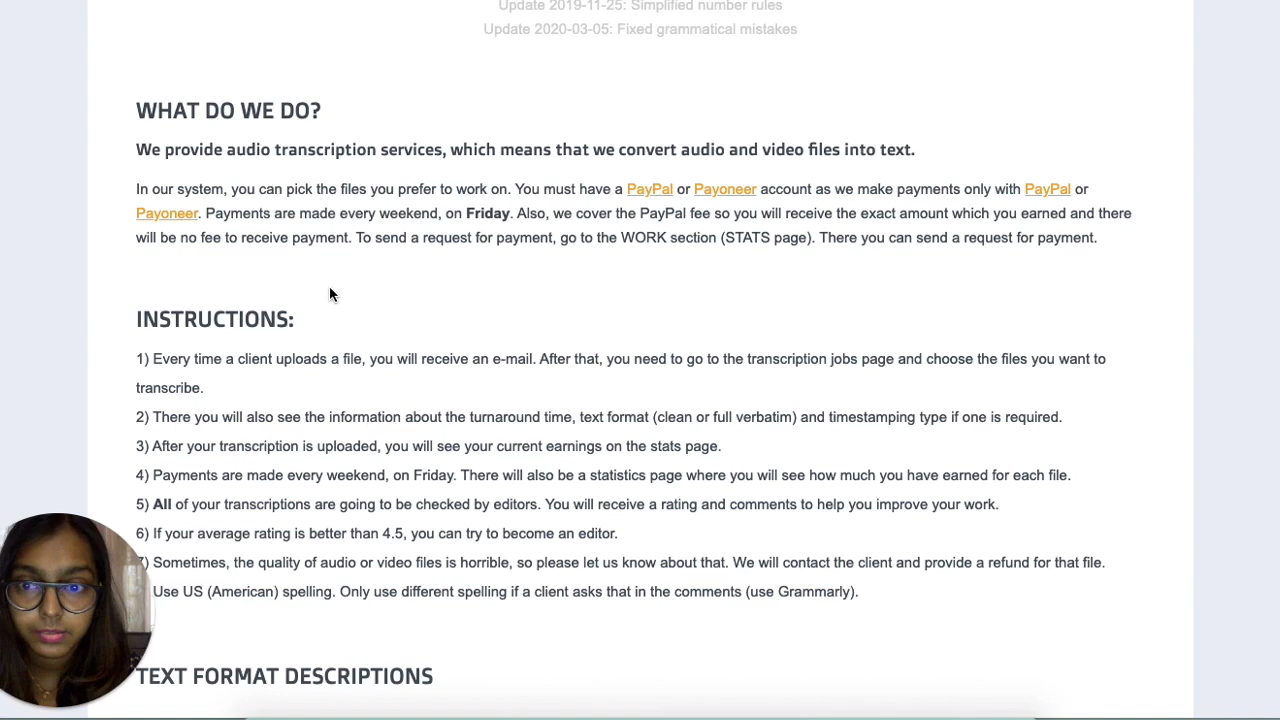 Update 2019-11-25: Simplified number rules
Update 2020-03-05: Fixed grammatical mistakes
WHAT DO WE DO?
We provide audio transcription services, which means that we convert audio and video files into text.
In our system, you can pick the files you prefer to work on. You must have a PayPal or Payoneer account as we make payments only with PayPal or
Payoneer. Payments are made every weekend, on Friday. Also, we cover the PayPal fee so you will receive the exact amount which you earned and there
will be no fee to receive payment. To send a request for payment, go to the WORK section (STATS page). There you can send a request for payment.
INSTRUCTIONS:
1) Every time a client uploads a file, you will receive an e-mail. After that, you need to go to the transcription jobs page and choose the files you want to
transcribe.
2) There you will also see the information about the turnaround time, text format (clean or full verbatim) and timestamping type if one is required.
3) After your transcription is uploaded, you will see your current earnings on the stats page.
4) Payments are made every weekend, on Friday. There will also be a statistics page where you will see how much you have earned for each file.
5) All of your transcriptions are going to be checked by editors. You will receive a rating and comments to help you improve your work.
6) If your average rating is better than 4.5, you can try to become an editor.
7) Sometimes, the quality of audio or video files is horrible, so please let us know about that. We will contact the client and provide a refund for that file.
Use US (American) spelling. Only use different spelling if a client asks that in the comments (use Grammarly).
TEXT FORMAT DESCRIPTIONS